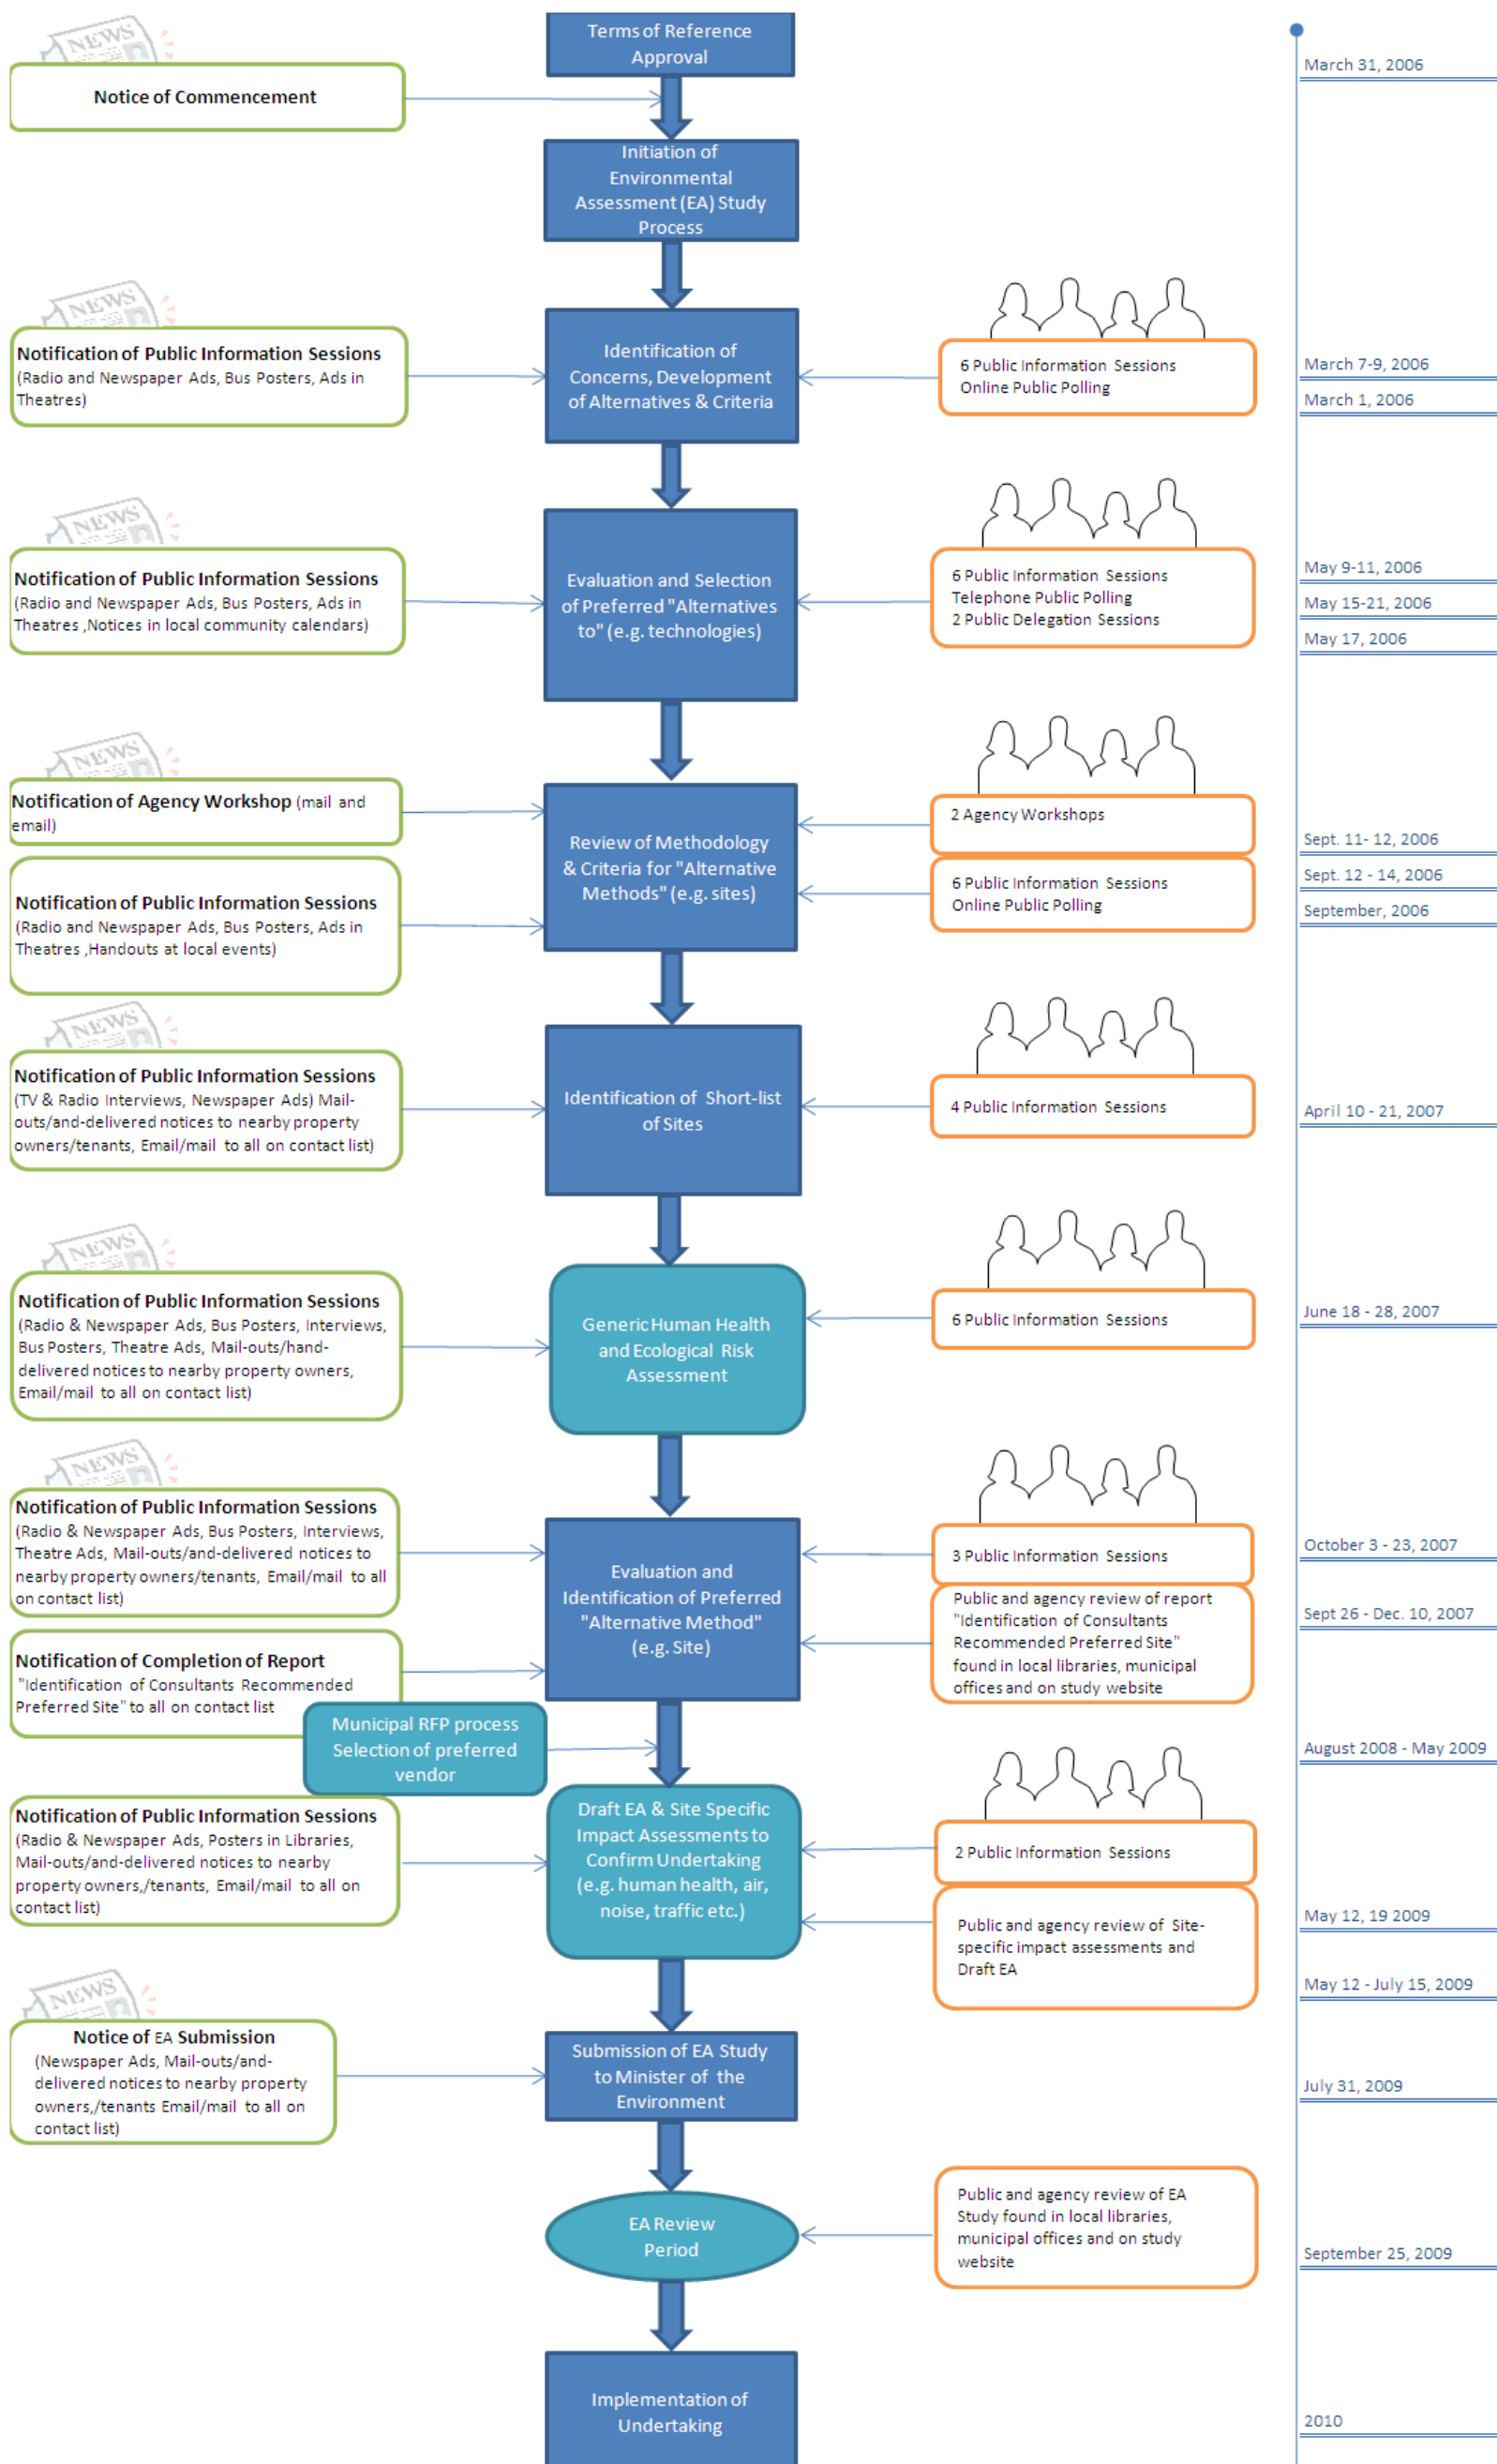 NEWS
Terms of Reference
Approval
March 31, 2006
Notice of Commencement
Initiation of
Environmental
Assessment (EA) Study
Process
NEWS
Notification of Public Information Sessions
(Radio and Newspaper Ads, Bus Posters, Ads in
Theatres)
Identification of
Concerns, Development
of Alternatives & Criteria
6 Public Information Sessions
Online Public Polling
March 7-9, 2006
March 1, 2006
NEWS
Notification of Public Information Sessions
(Radio and Newspaper Ads, Bus Posters, Ads in
Theatres ,Notices in local community calendars)
Evaluation and Selection
of Preferred "Alternatives
to" (e.g. technologies)
6 Public Information Sessions
Telephone Public Polling
2 Public Delegation Sessions
May 9-11, 2006
May 15-21, 2006
May 17, 2006
NEWS
Notification of Agency Workshop (mail and
email)
Notification of Public Information Sessions
(Radio and Newspaper Ads, Bus Posters, Ads in
Theatres ,Handouts at local events)
Review of Methodology
& Criteria for "Alternative
Methods" (e.g. sites)
2 Agency Workshops
6 Public Information Sessions
Online Public Polling
Sept. 11- 12, 2006
Sept. 12 - 14, 2006
September, 2006
NEWS
Notification of Public Information Sessions
(TV & Radio Interviews, Newspaper Ads) Mail-
outs/and-delivered notices to nearby property
owners/tenants, Email/mail to all on contact list)
Identification of Short-list
of Sites
4 Public Information Sessions
April 10 - 21, 2007
NEWS
Notification of Public Information Sessions
(Radio & Newspaper Ads, Bus Posters, Interviews,
Bus Posters, Theatre Ads, Mail-outs/hand-
delivered notices to nearby property owners,
Email/mail to all on contact list)
Generic Human Health
and Ecological Risk
Assessment
6 Public Information Sessions
June 18 - 28, 2007
NEWS
Notification of Public Information Sessions
(Radio & Newspaper Ads, Bus Posters, Interviews,
Theatre Ads, Mail-outs/and-delivered notices to
nearby property owners/tenants, Email/mail to all
on contact list)
Notification of Completion of Report
"Identification of Consultants Recommended
Preferred Site" to all on contact list
Evaluation and
Identification of Preferred
"Alternative Method"
(e.g. Site)
3 Public Information Sessions
Public and agency review of report
"Identification of Consultants
Recommended Preferred Site"
found in local libraries, municipal
offices and on study website
October 3 - 23, 2007
Sept 26 - Dec. 10, 2007
Municipal RFP process
Selection of preferred
vendor
August 2008 - May 2009
Notification of Public Information Sessions
(Radio & Newspaper Ads, Posters in Libraries,
Mail-outs/and-delivered notices to nearby
property owners,/tenants, Email/mail to all on
contact list)
Draft EA & Site Specific
Impact Assessments to
Confirm Undertaking
(e.g. human health, air,
noise, traffic etc.)
2 Public Information Sessions
Public and agency review of Site-
specific impact assessments and
Draft EA
May 12, 19 2009
May 12 - July 15, 2009
NEWS
Notice of EA Submission
(Newspaper Ads, Mail-outs/and-
delivered notices to nearby property
owners,/tenants Email/mail to all on
contact list)
Submission of EA Study
to Minister of the
Environment
July 31, 2009
EA Review
Period
Public and agency review of EA
Study found in local libraries,
municipal offices and on study
website
September 25, 2009
Implementation of
Undertaking
2010